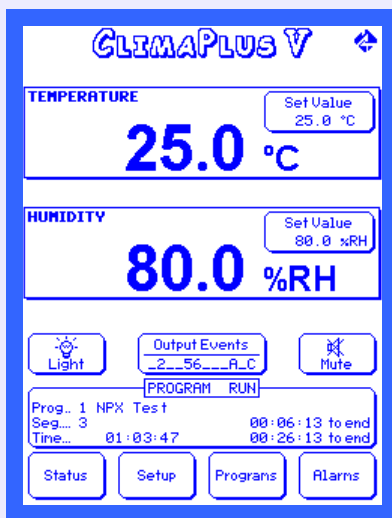 CLIMAPLUS V
TEMPERATURE
Set Value
25.0 °C
25.0 °C
HUMIDITY
Set Value
80.0 %RH
80.0 %RH
Light
Output Events
_2__56___A_C
Mute
PROGRAM RUN
Prog.. 1 NPX Test
Seg... 3 00:06:13 to end
Time... 01:03:47 00:26:13 to end
Status
Setup
Programs
Alarms